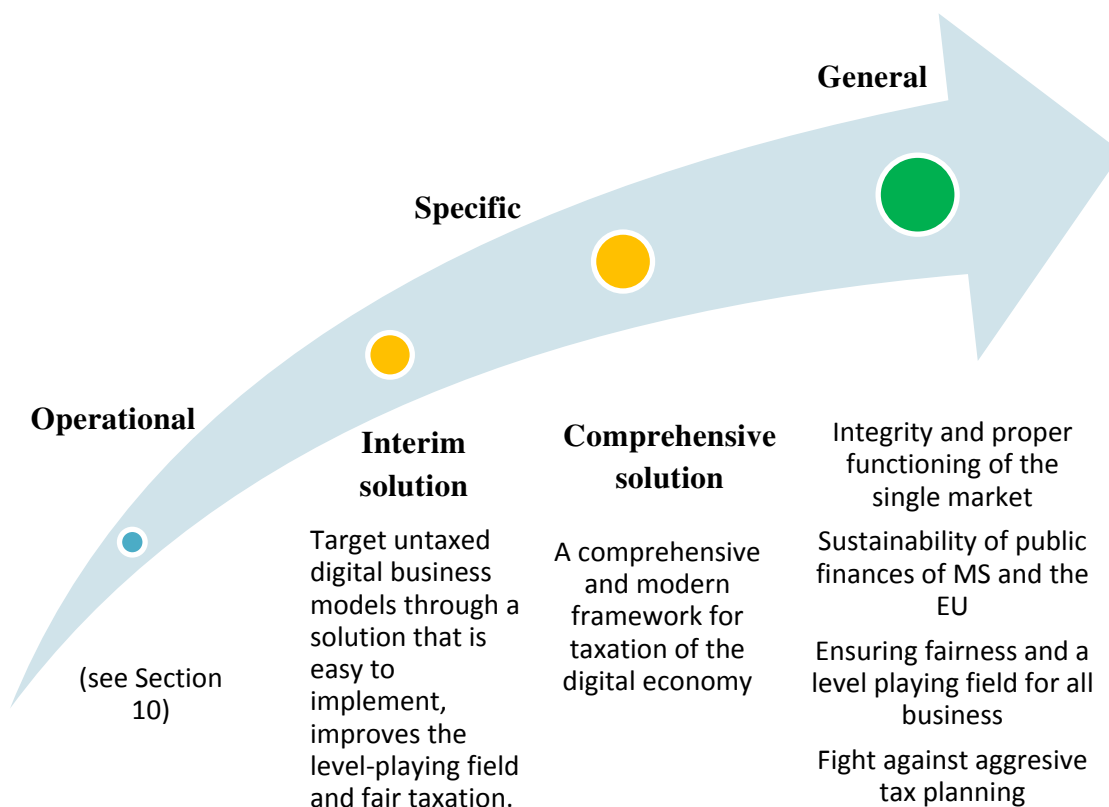 General
Specific
Operational
(see Section
10)
Interim
solution
Target untaxed
digital business
models through a
solution that is
easy to
implement,
improves the
level-playing field
and fair taxation.
Comprehensive
solution
A comprehensive
and modern
framework for
taxation of the
digital economy
Integrity and proper
functioning of the
single market
Sustainability of public
finances of MS and the
EU
Ensuring fairness and a
level playing field for all
business
Fight against aggresive
tax planning